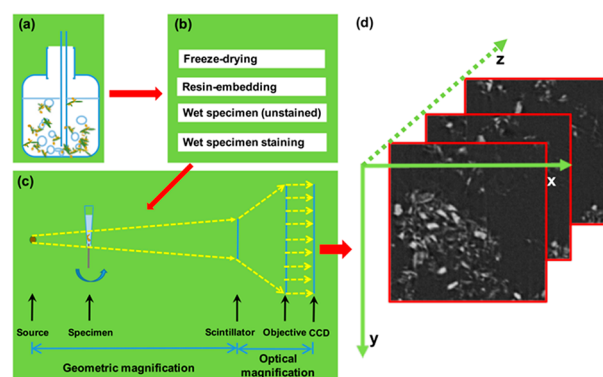 (a)
(b)
Freeze-drying
Resin-embedding
Wet specimen (unstained)
Wet specimen staining
(c)
Source
Specimen
Scintillator
Objective
CCD
Geometric magnification
Optical
magnification
(d)
z
x
y